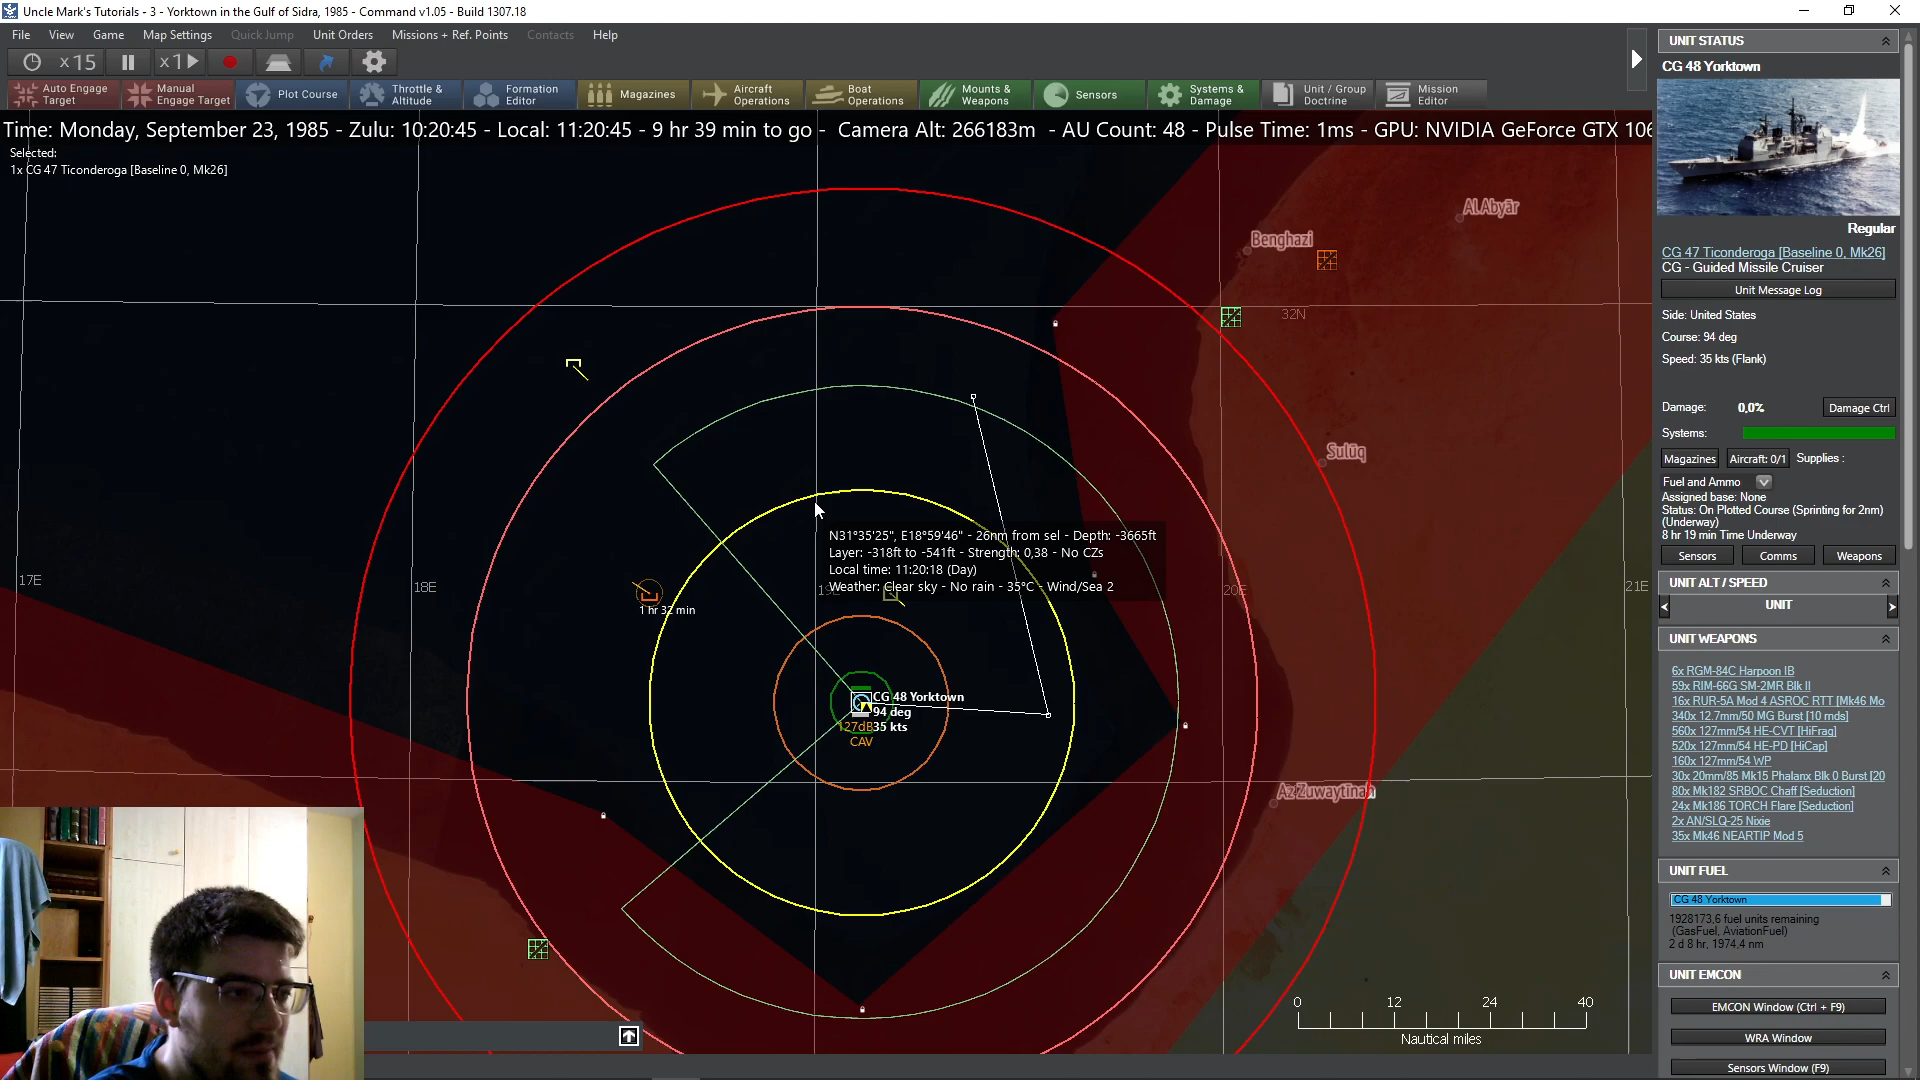 Uncle Mark's Tutorials - 3 - Yorktown in the Gulf of Sidra, 1985 - Command v1.05 - Build 1307.18
File View Game Map Settings Quick Jump Unit Orders Missions + Ref. Points Contacts Help
x15 x1
Auto Engage Target
Manual Engage Target
Plot Course
Throttle & Altitude
Formation Editor
Magazines
Aircraft Operations
Boat Operations
Mounts & Weapons
Sensors
Systems & Damage
Unit / Group Doctrine
Mission Editor
Time: Monday, September 23, 1985 - Zulu: 10:20:45 - Local: 11:20:45 - 9 hr 39 min to go - Camera Alt: 266183m - AU Count: 48 - Pulse Time: 1ms - GPU: NVIDIA GeForce GTX 106
Selected:
1x CG 47 Ticonderoga [Baseline 0, Mk26]
Al Abyār
Benghazi
32N
Sulūq
N31°35'25", E18°59'46" - 26nm from sel - Depth: -3665ft
Layer: -318ft to -541ft - Strength: 0,38 - No CZs
Local time: 11:20:18 (Day)
Weather: Clear sky - No rain - 35°C - Wind/Sea 2
17E
18E
19E
20E
21E
1 hr 32 min
CG 48 Yorktown
94 deg
127dB 35 kts
CAV
Az Zuwaytīnah
0 12 24 40
Nautical miles
UNIT STATUS
CG 48 Yorktown
Regular
CG 47 Ticonderoga [Baseline 0, Mk26]
CG - Guided Missile Cruiser
Unit Message Log
Side: United States
Course: 94 deg
Speed: 35 kts (Flank)
Damage: 0,0% Damage Ctrl
Systems:
Magazines Aircraft: 0/1 Supplies :
Fuel and Ammo
Assigned base: None
Status: On Plotted Course (Sprinting for 2nm)
(Underway)
8 hr 19 min Time Underway
Sensors Comms Weapons
UNIT ALT / SPEED
< UNIT >
UNIT WEAPONS
6x RGM-84C Harpoon IB
59x RIM-66G SM-2MR Blk II
16x RUR-5A Mod 4 ASROC RTT [Mk46 Mo
340x 12.7mm/50 MG Burst [10 rnds]
560x 127mm/54 HE-CVT [HiFrag]
520x 127mm/54 HE-PD [HiCap]
160x 127mm/54 WP
30x 20mm/85 Mk15 Phalanx Blk 0 Burst [20
80x Mk182 SRBOC Chaff [Seduction]
24x Mk186 TORCH Flare [Seduction]
2x AN/SLQ-25 Nixie
35x Mk46 NEARTIP Mod 5
UNIT FUEL
CG 48 Yorktown
1928173,6 fuel units remaining
(GasFuel, AviationFuel)
2 d 8 hr, 1974,4 nm
UNIT EMCON
EMCON Window (Ctrl + F9)
WRA Window
Sensors Window (F9)